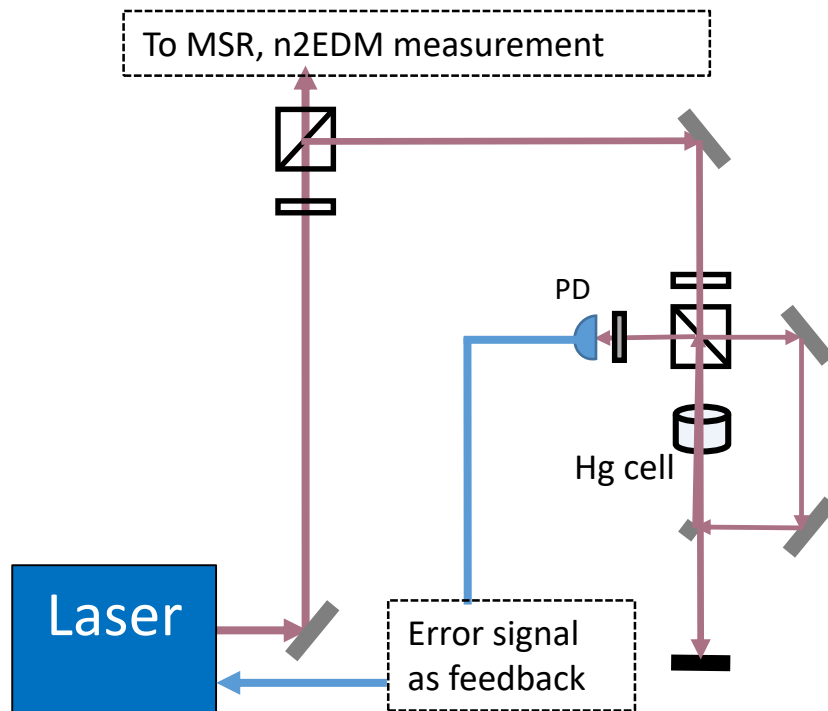 To MSR, n2EDM measurement
PD
Hg cell
Laser
Error signal
as feedback